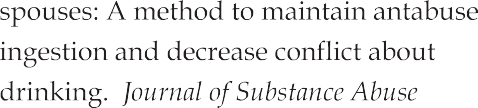 spouses: A method to maintain antabuse
ingestion and decrease conflict about
drinking. Journal of Substance Abuse